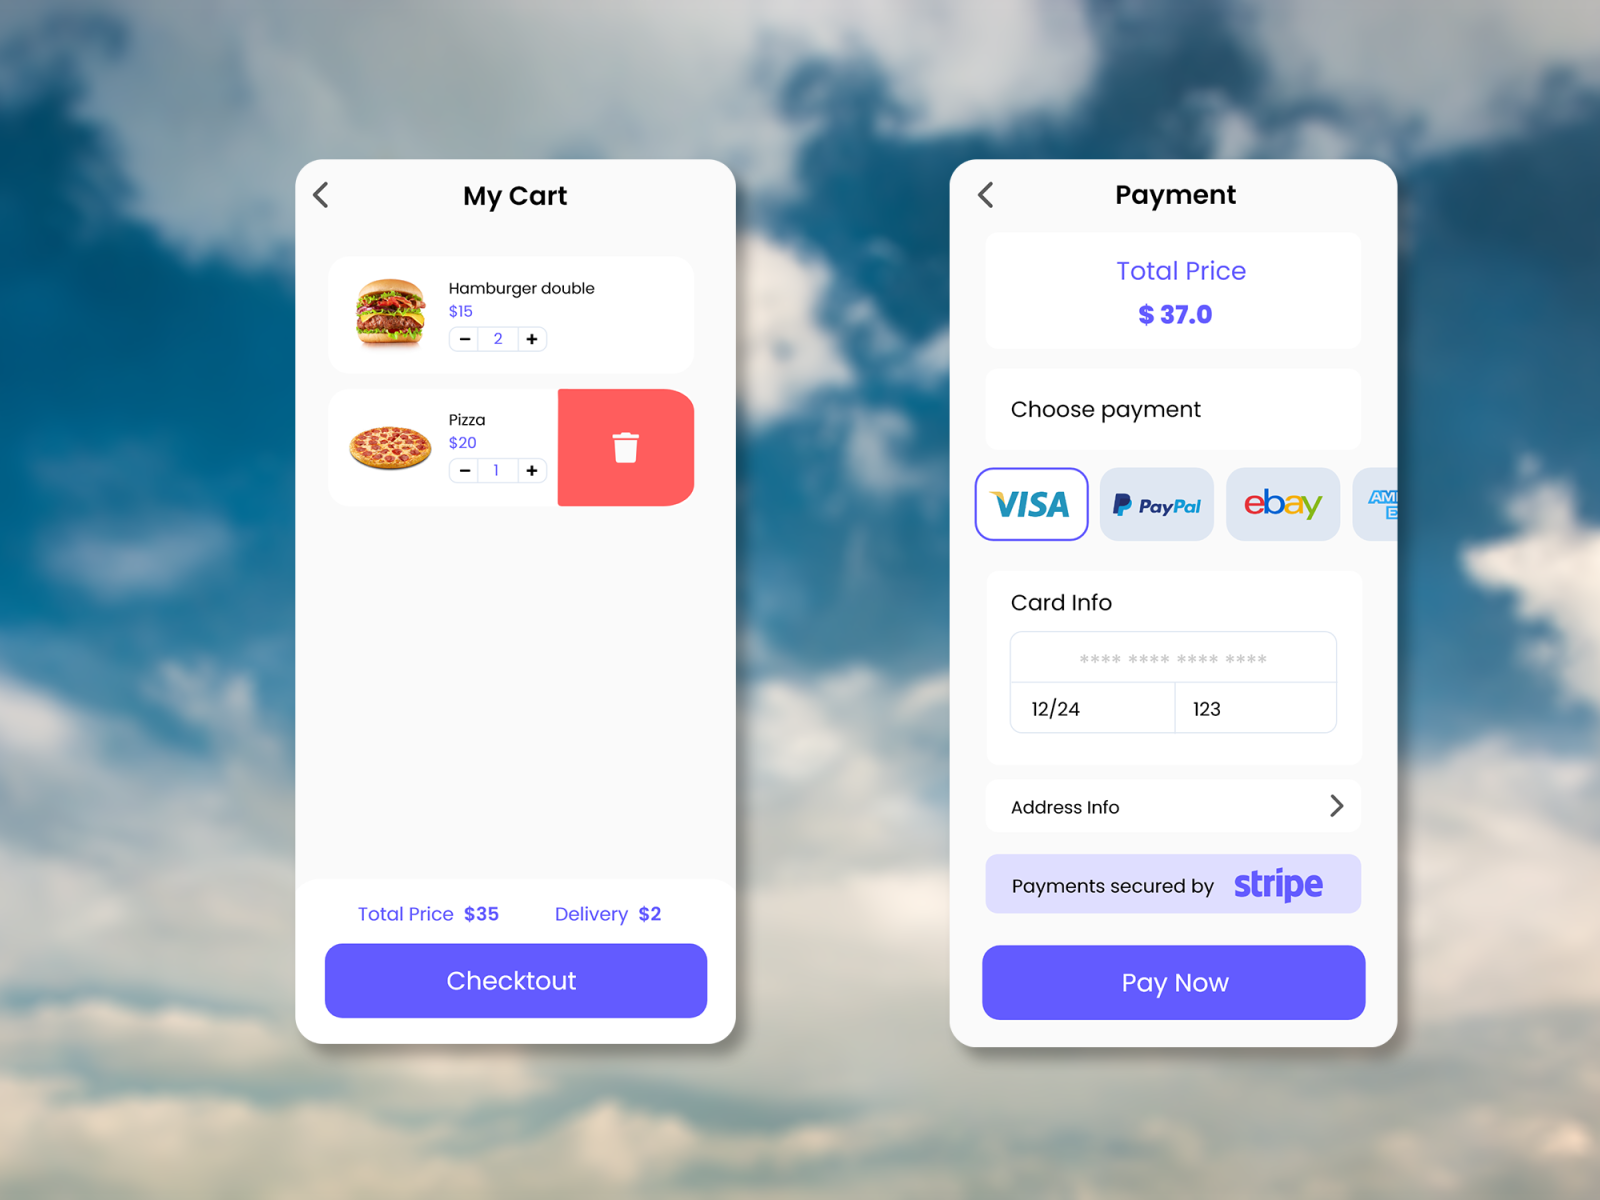 My Cart
Hamburger double
$15
− 2 +
Pizza
$20
− 1 +
Total Price $35 Delivery $2
Checktout
Payment
Total Price
$ 37.0
Choose payment
VISA PayPal ebay AM
E
Card Info
**** **** **** ****
12/24 123
Address Info
Payments secured by stripe
Pay Now